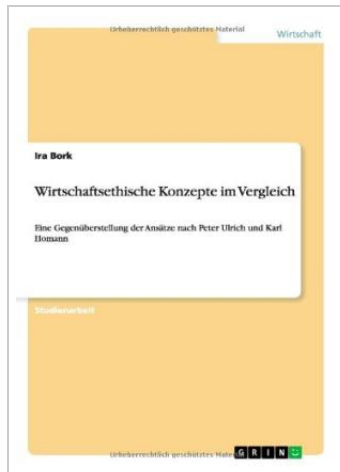 Urheberrechtlich geschütztes Material
Wirtschaft
Ira Bork
Wirtschaftsethische Konzepte im Vergleich
Eine Gegenüberstellung der Ansätze nach Peter Ulrich und Karl
Homann
Studienarbeit
Urheberrechtlich geschütztes Mater
GRIN